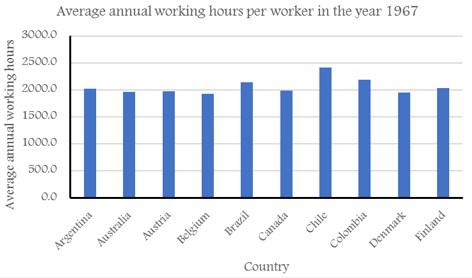 Average annual working hours per worker in the year 1967
Average annual working hours
3000.0
2500.0
2000.0
1500.0
1000.0
500.0
0.0
Argentina
Australia
Austria
Belgium
Brazil
Canada
Chile
Colombia
Denmark
Finland
Country